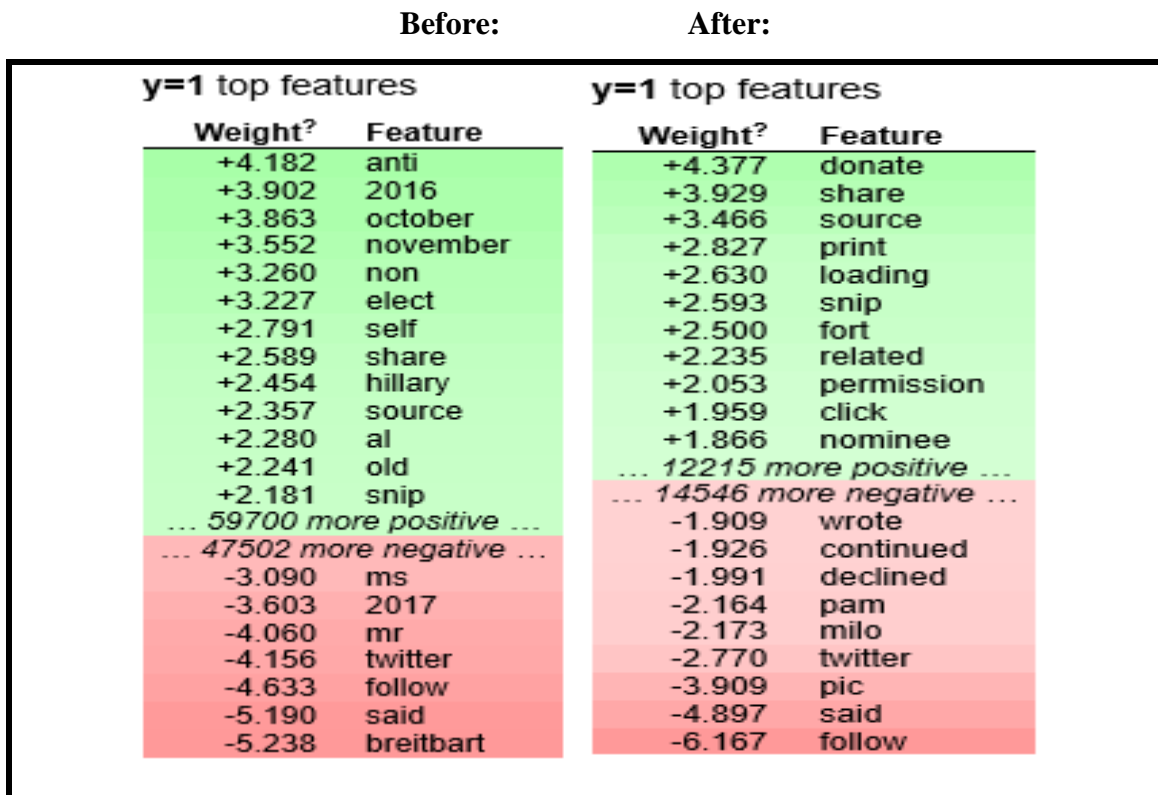 Before: After:
y=1 top features
Weight? Feature
+4.182 anti
+3.902 2016
+3.863 october
+3.552 november
+3.260 non
+3.227 elect
+2.791 self
+2.589 share
+2.454 hillary
+2.357 source
+2.280 al
+2.241 old
+2.181 snip
... 59700 more positive ...
... 47502 more negative ...
-3.090 ms
-3.603 2017
-4.060 mr
-4.156 twitter
-4.633 follow
-5.190 said
-5.238 breitbart
y=1 top features
Weight? Feature
+4.377 donate
+3.929 share
+3.466 source
+2.827 print
+2.630 loading
+2.593 snip
+2.500 fort
+2.235 related
+2.053 permission
+1.959 click
+1.866 nominee
... 12215 more positive ...
... 14546 more negative ...
-1.909 wrote
-1.926 continued
-1.991 declined
-2.164 pam
-2.173 milo
-2.770 twitter
-3.909 pic
-4.897 said
-6.167 follow